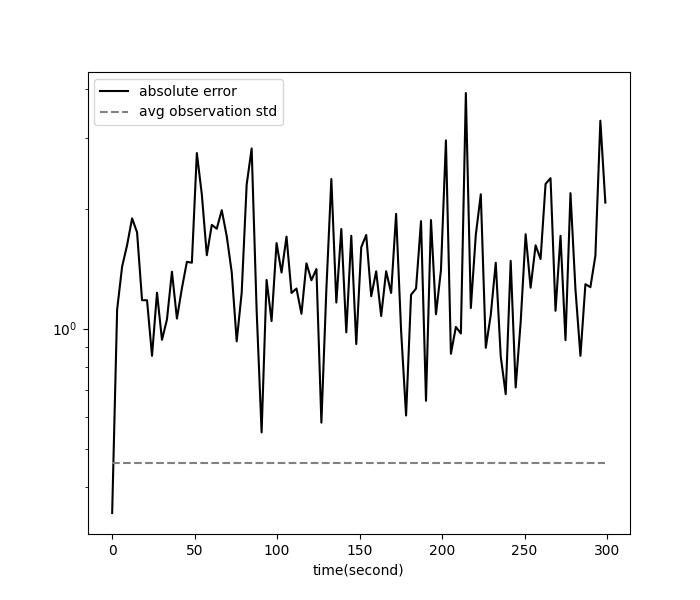 absolute error
avg observation std
10^0
0 50 100 150 200 250 300
time(second)